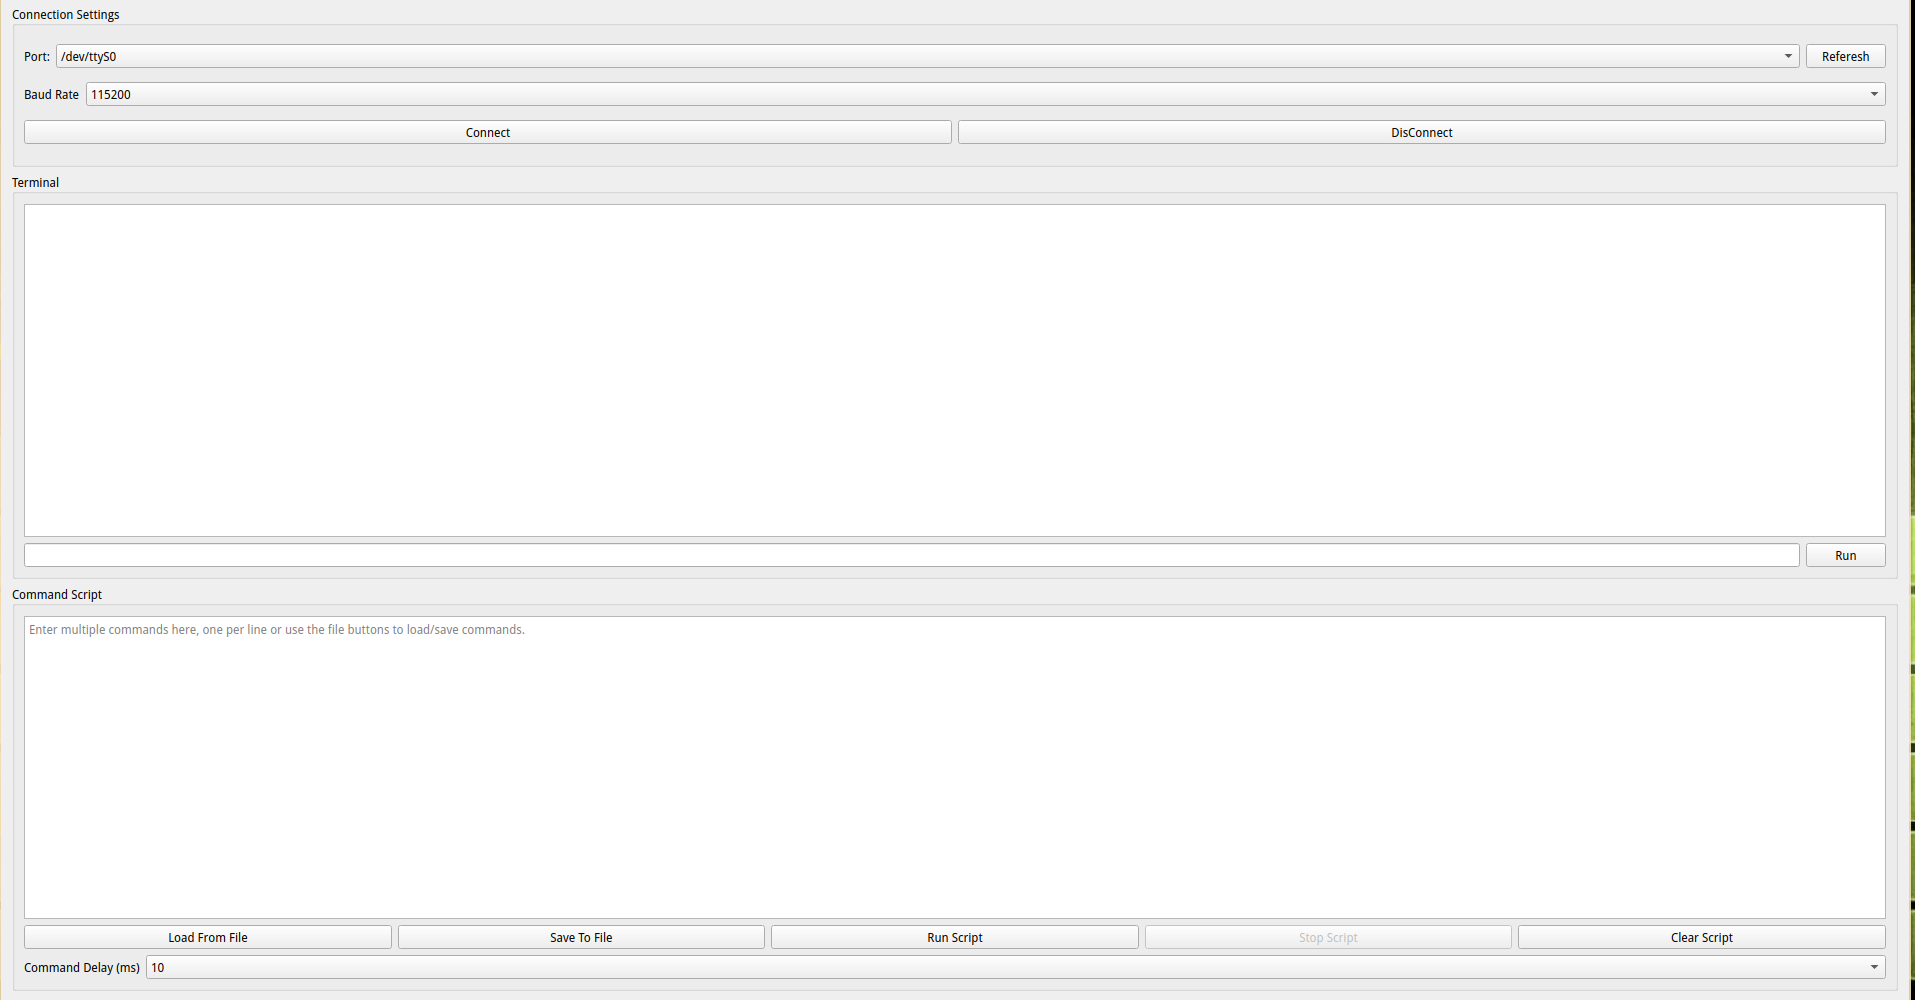 Connection Settings
Port: /dev/ttyS0 Referesh
Baud Rate 115200
Connect DisConnect
Terminal
Run
Command Script
Enter multiple commands here, one per line or use the file buttons to load/save commands.
Load From File Save To File Run Script Stop Script Clear Script
Command Delay (ms) 10